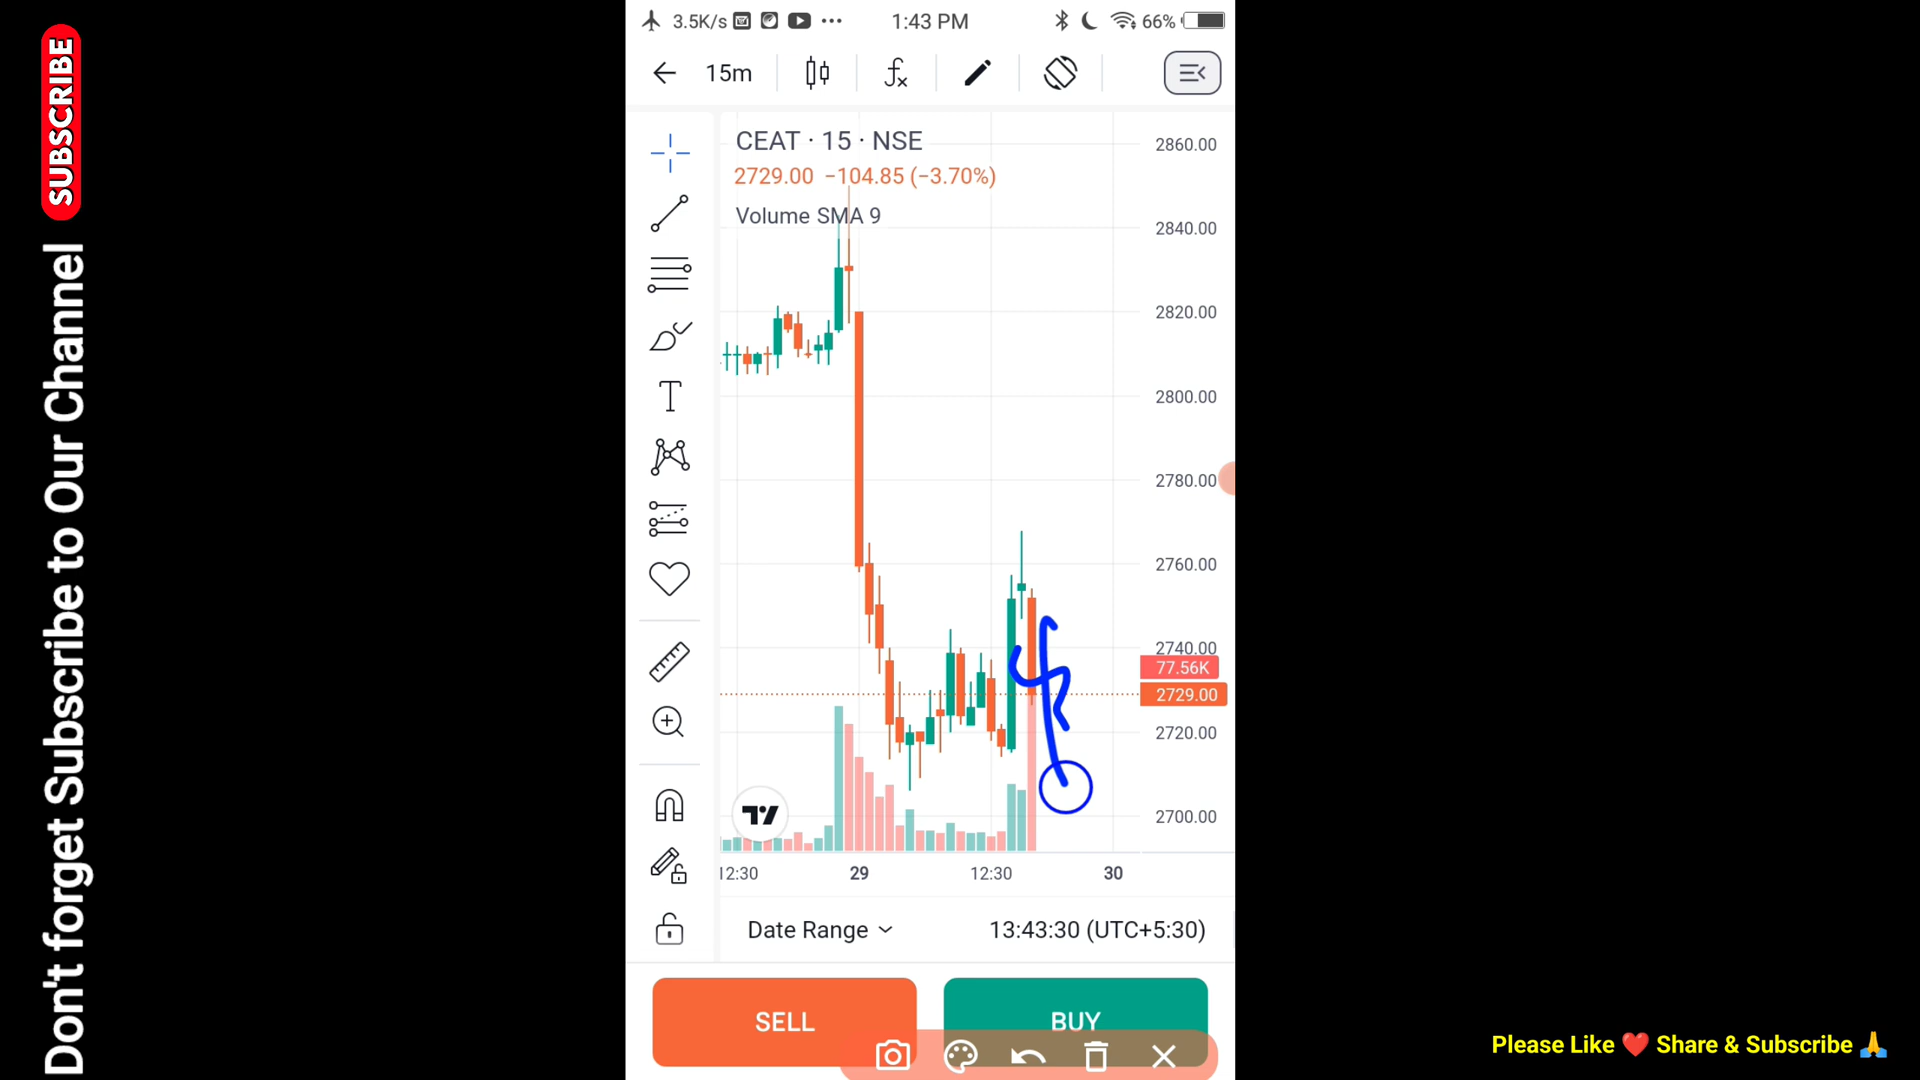 SUBSCRIBE
Don't forget Subscribe to Our Channel
3.5K/s
1:43 PM
66%
15m
CEAT · 15 · NSE
2729.00 −104.85 (−3.70%)
Volume SMA 9
2860.00
2840.00
2820.00
2800.00
2780.00
2760.00
2740.00
77.56K
2729.00
2720.00
2700.00
12:30
29
12:30
30
Date Range
13:43:30 (UTC+5:30)
SELL
BUY
Please Like ❤️ Share & Subscribe 🙏